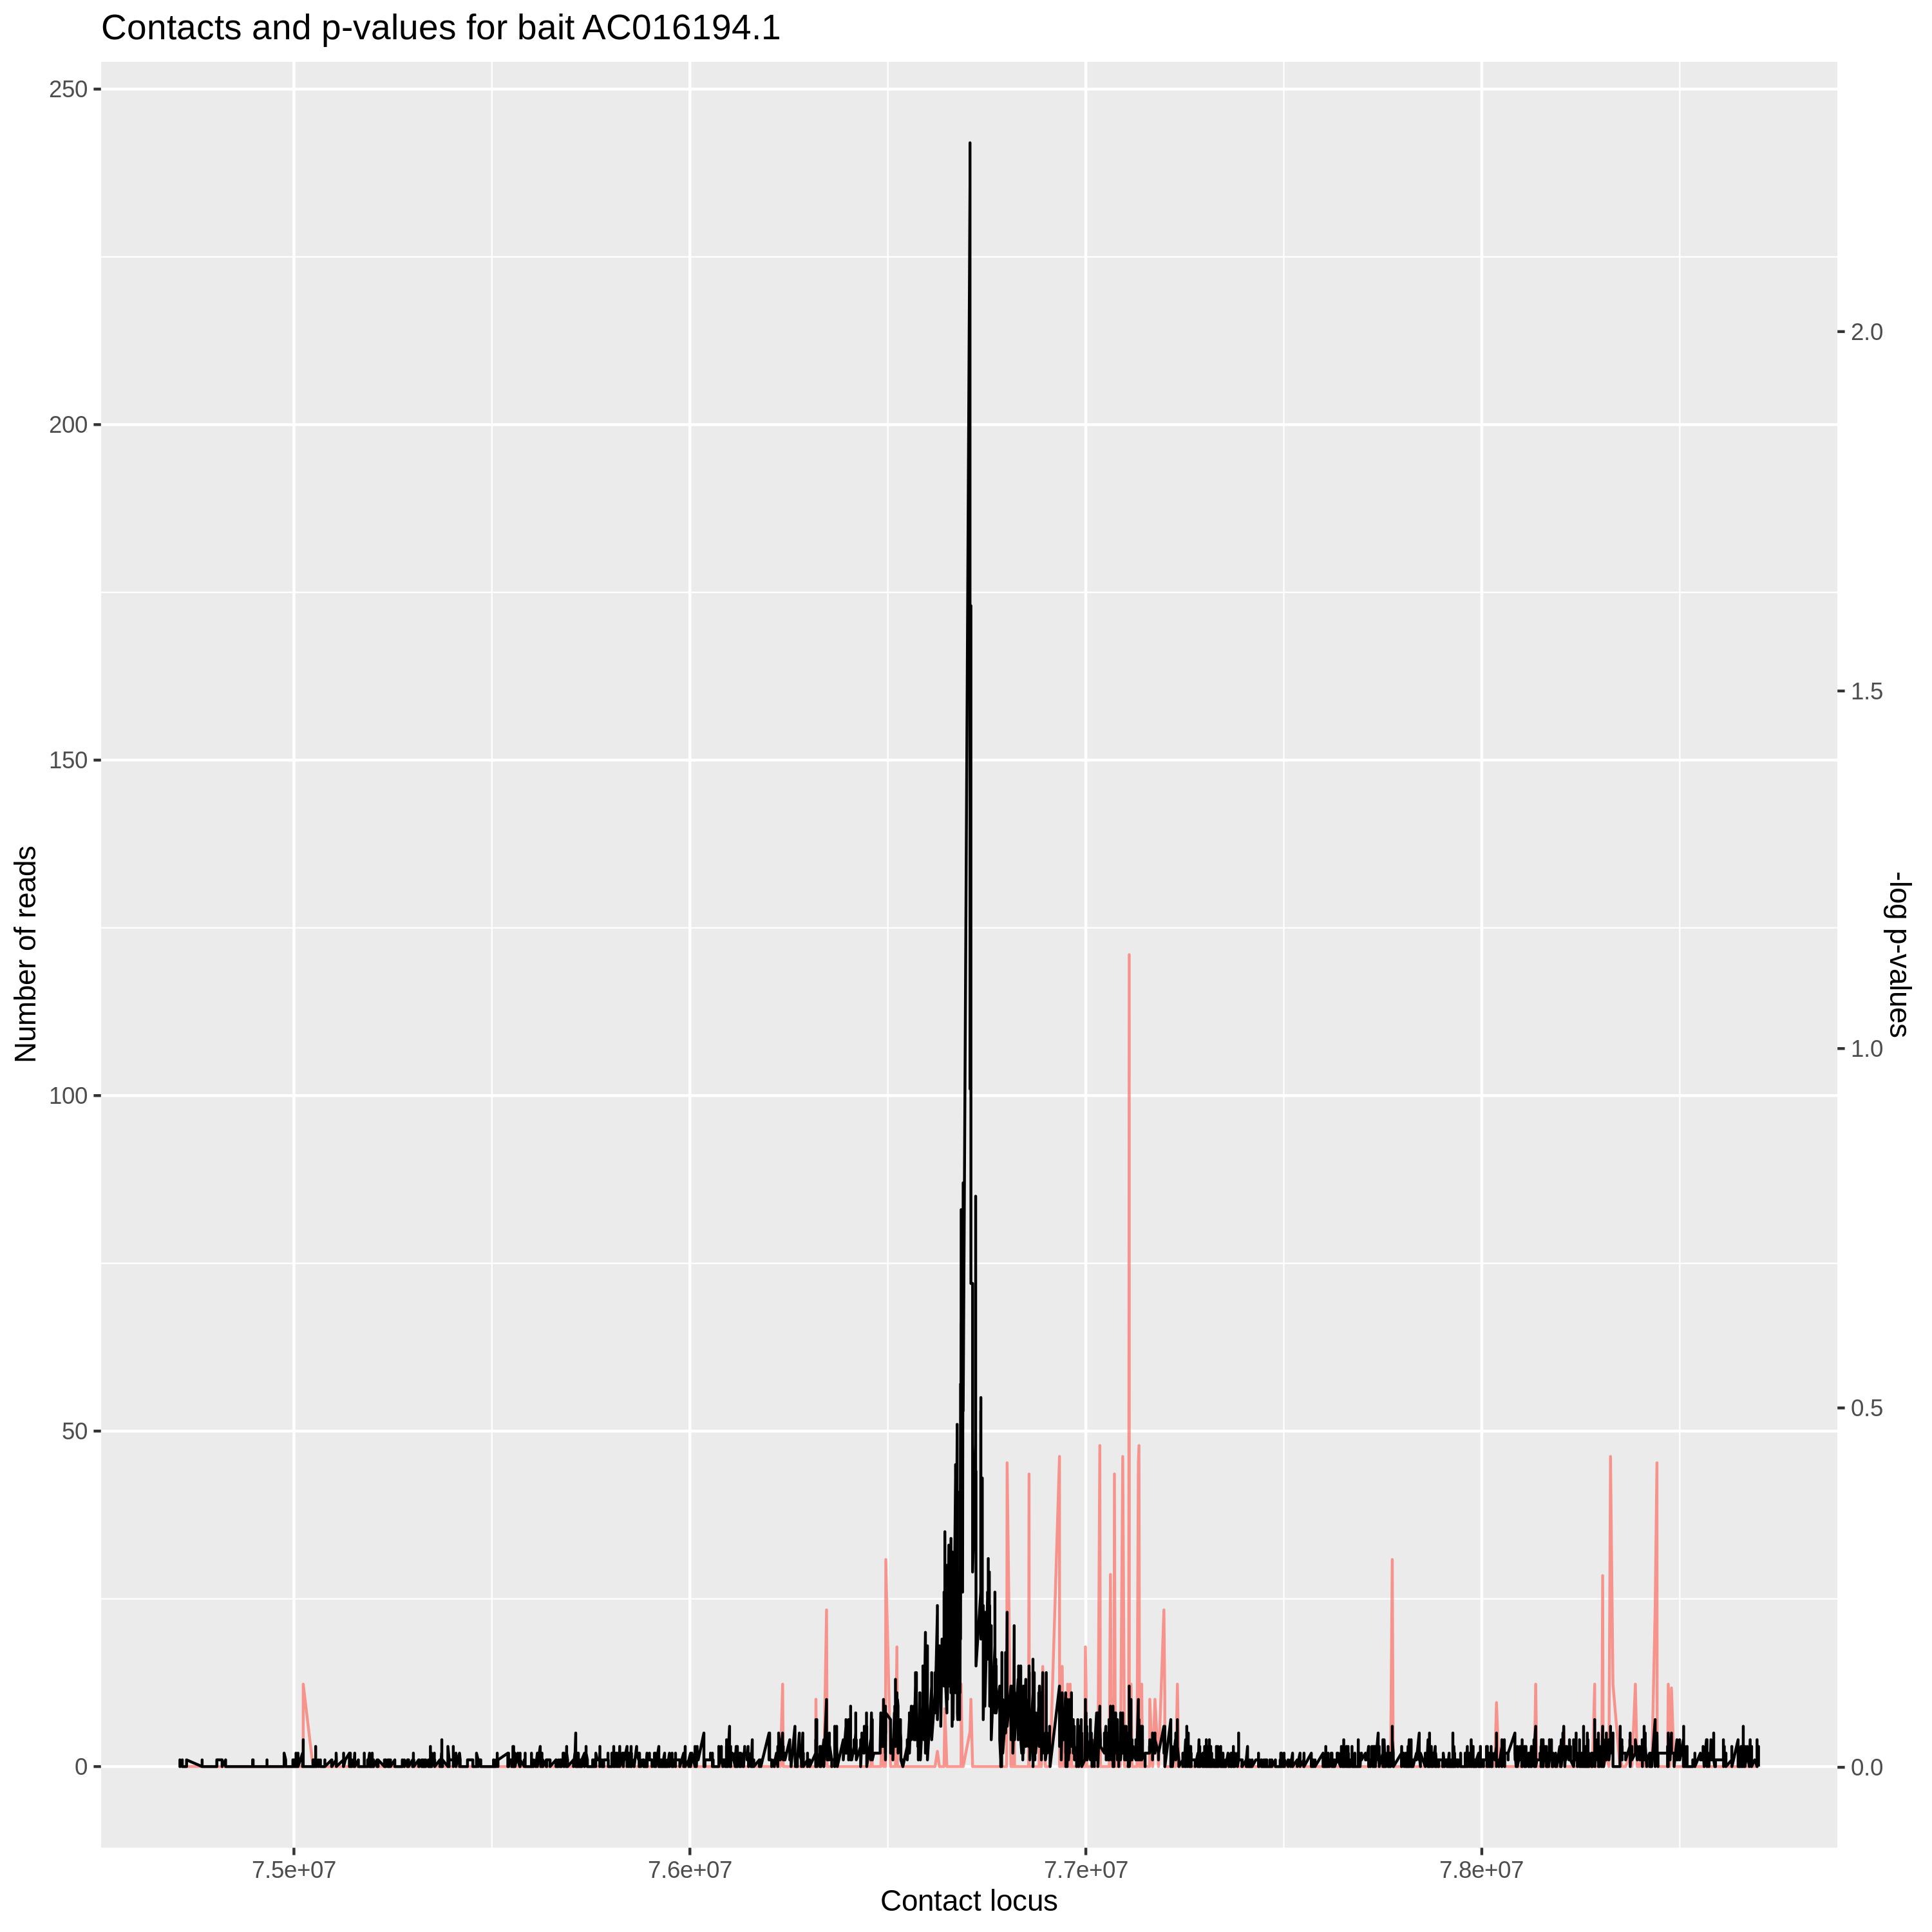 Contacts and p-values for bait AC016194.1
250
200
150
100
50
0
Number of reads
2.0
1.5
1.0
0.5
0.0
-log p-values
7.5e+07 7.6e+07 7.7e+07 7.8e+07
Contact locus